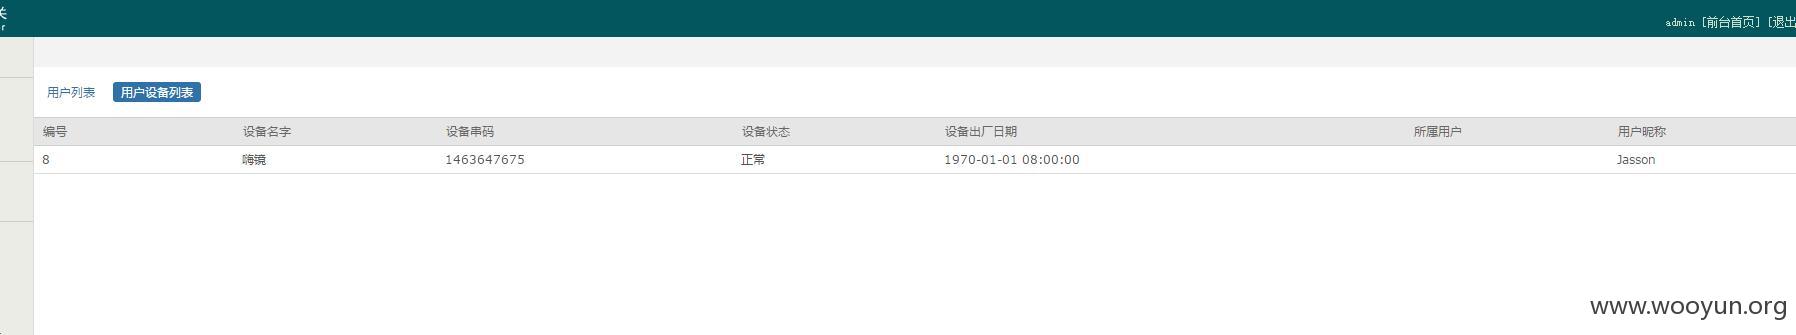 关
r
admin [前台首页] [退出
用户列表 用户设备列表
编号 设备名字 设备串码 设备状态 设备出厂日期 所属用户 用户昵称
8 嗨镜 1463647675 正常 1970-01-01 08:00:00 Jasson
www.wooyun.org